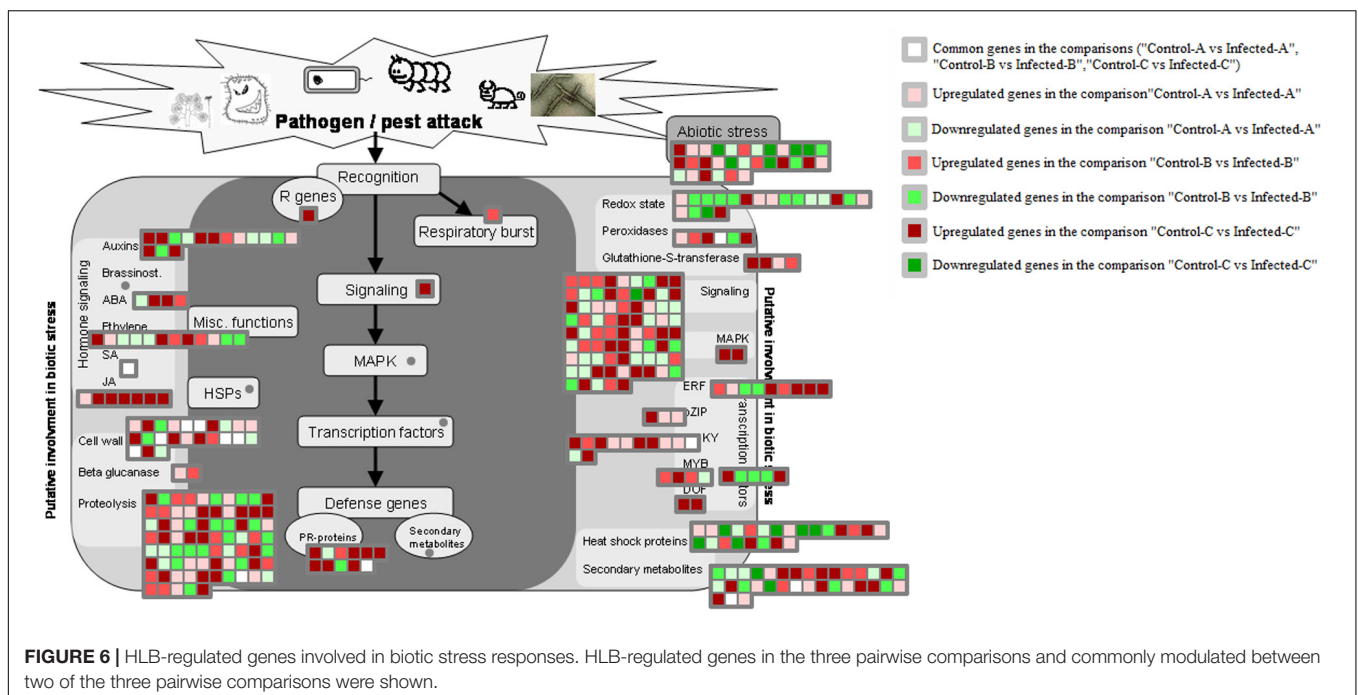 Pathogen / pest attack
Recognition
R genes
Respiratory burst
Signaling
Misc. functions
MAPK
HSPs
Transcription factors
Defense genes
PR-proteins
Secondary metabolites
Putative involvment in biotic stress
Hormone signaling
Auxins
Brassinost.
ABA
Ethylene
SA
JA
Cell wall
Beta glucanase
Proteolysis
Abiotic stress
Redox state
Peroxidases
Glutathione-S-transferase
Signaling
MAPK
ERF
bZIP
KY
MYB
DOF
Heat shock proteins
Secondary metabolites
Common genes in the comparisons ("Control-A vs Infected-A",
"Control-B vs Infected-B","Control-C vs Infected-C")
Upregulated genes in the comparison"Control-A vs Infected-A"
Downregulated genes in the comparison "Control-A vs Infected-A"
Upregulated genes in the comparison "Control-B vs Infected-B"
Downregulated genes in the comparison "Control-B vs Infected-B"
Upregulated genes in the comparison "Control-C vs Infected-C"
Downregulated genes in the comparison "Control-C vs Infected-C"
FIGURE 6 | HLB-regulated genes involved in biotic stress responses. HLB-regulated genes in the three pairwise comparisons and commonly modulated between
two of the three pairwise comparisons were shown.